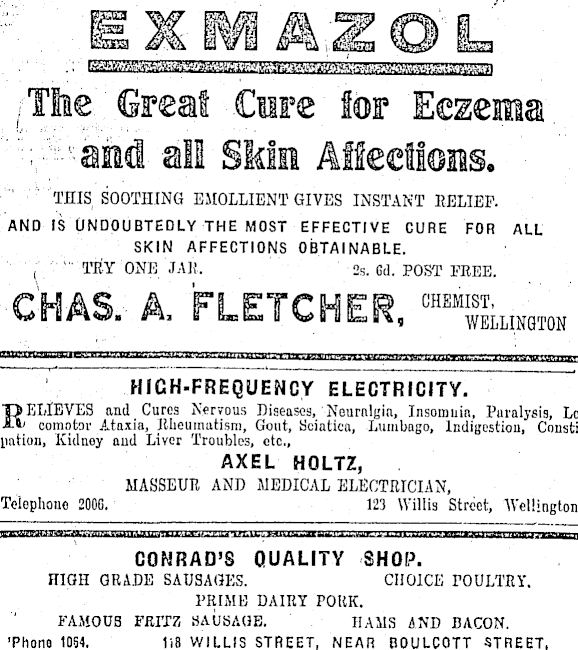 EXMAZOL
The Great Cure for Eczema
and all Skin Affections.
THIS SOOTHING EMOLLIENT GIVES INSTANT RELIEF.
AND IS UNDOUBTEDLY THE MOST EFFECTIVE CURE FOR ALL
SKIN AFFECTIONS OBTAINABLE.
TRY ONE JAR. 2s. 6d. POST FREE.
CHAS. A. FLETCHER, CHEMIST,
WELLINGTON
HIGH-FREQUENCY ELECTRICITY.
RELIEVES and Cures Nervous Diseases, Neuralgia, Insomnia, Paralysis, Lo
comotor Ataxia, Rheumatism, Gout, Sciatica, Lumbago, Indigestion, Consti
pation, Kidney and Liver Troubles, etc.,
AXEL HOLTZ,
MASSEUR AND MEDICAL ELECTRICIAN,
Telephone 2006. 123 Willis Street, Wellington
CONRAD'S QUALITY SHOP.
HIGH GRADE SAUSAGES. CHOICE POULTRY.
PRIME DAIRY PORK.
FAMOUS FRITZ SAUSAGE. HAMS AND BACON.
'Phone 1064. 118 WILLIS STREET, NEAR BOULCOTT STREET,